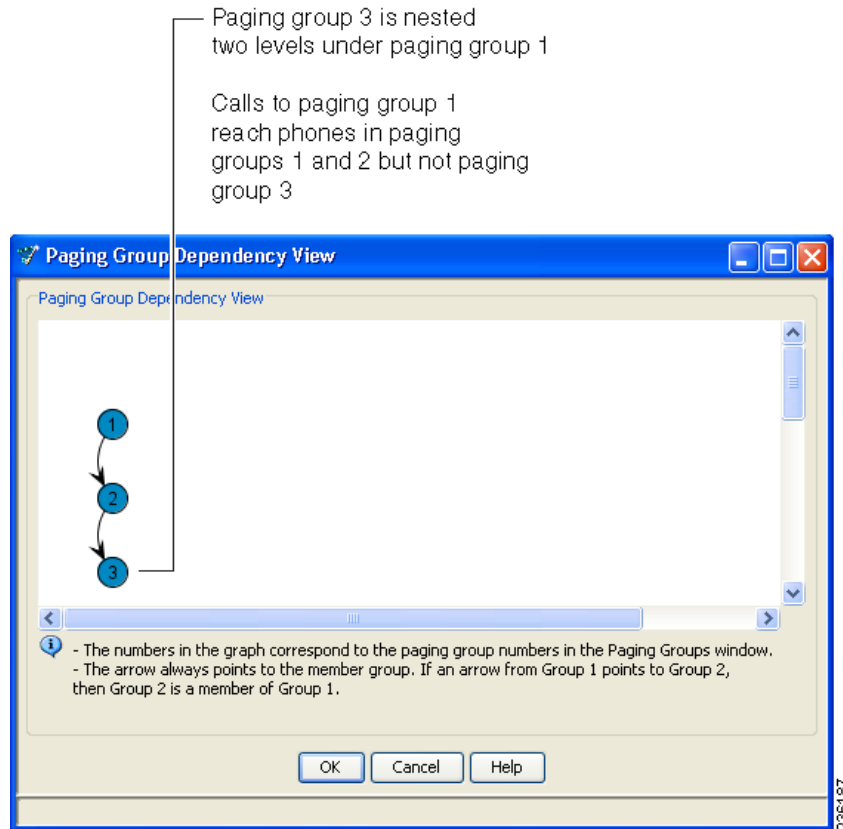 Paging group 3 is nested
two levels under paging group 1
Calls to paging group 1
reach phones in paging
groups 1 and 2 but not paging
group 3
Paging Group Dependency View
Paging Group Dependency View
1
2
3
- The numbers in the graph correspond to the paging group numbers in the Paging Groups window.
- The arrow always points to the member group. If an arrow from Group 1 points to Group 2,
then Group 2 is a member of Group 1.
OK Cancel Help